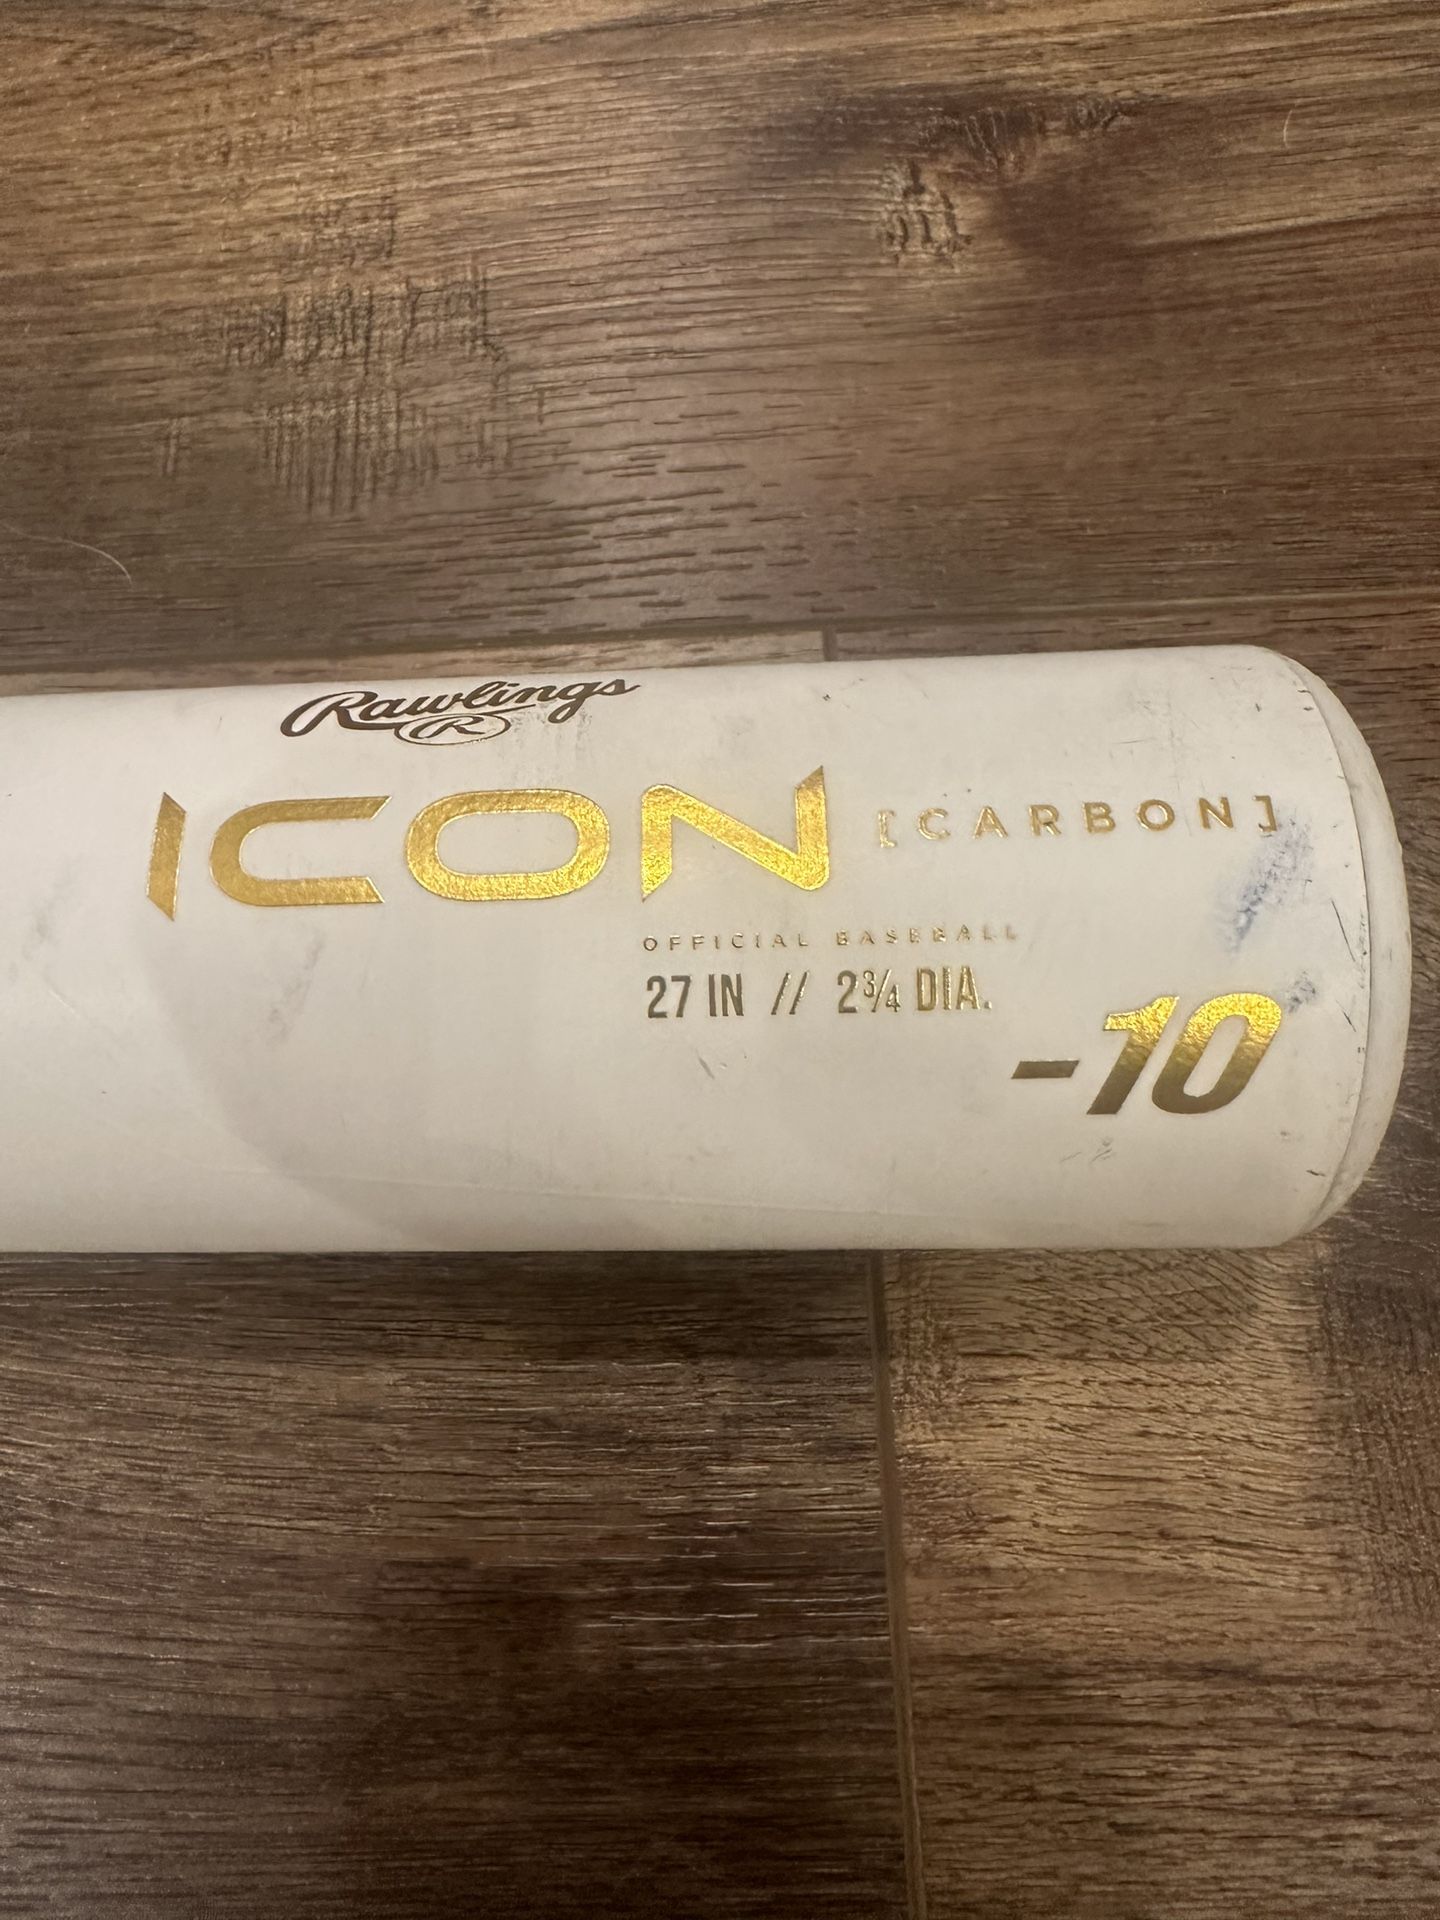 Rawlings
R
ICON [CARBON]
OFFICIAL BASEBALL
27 IN // 2¾ DIA.
-10